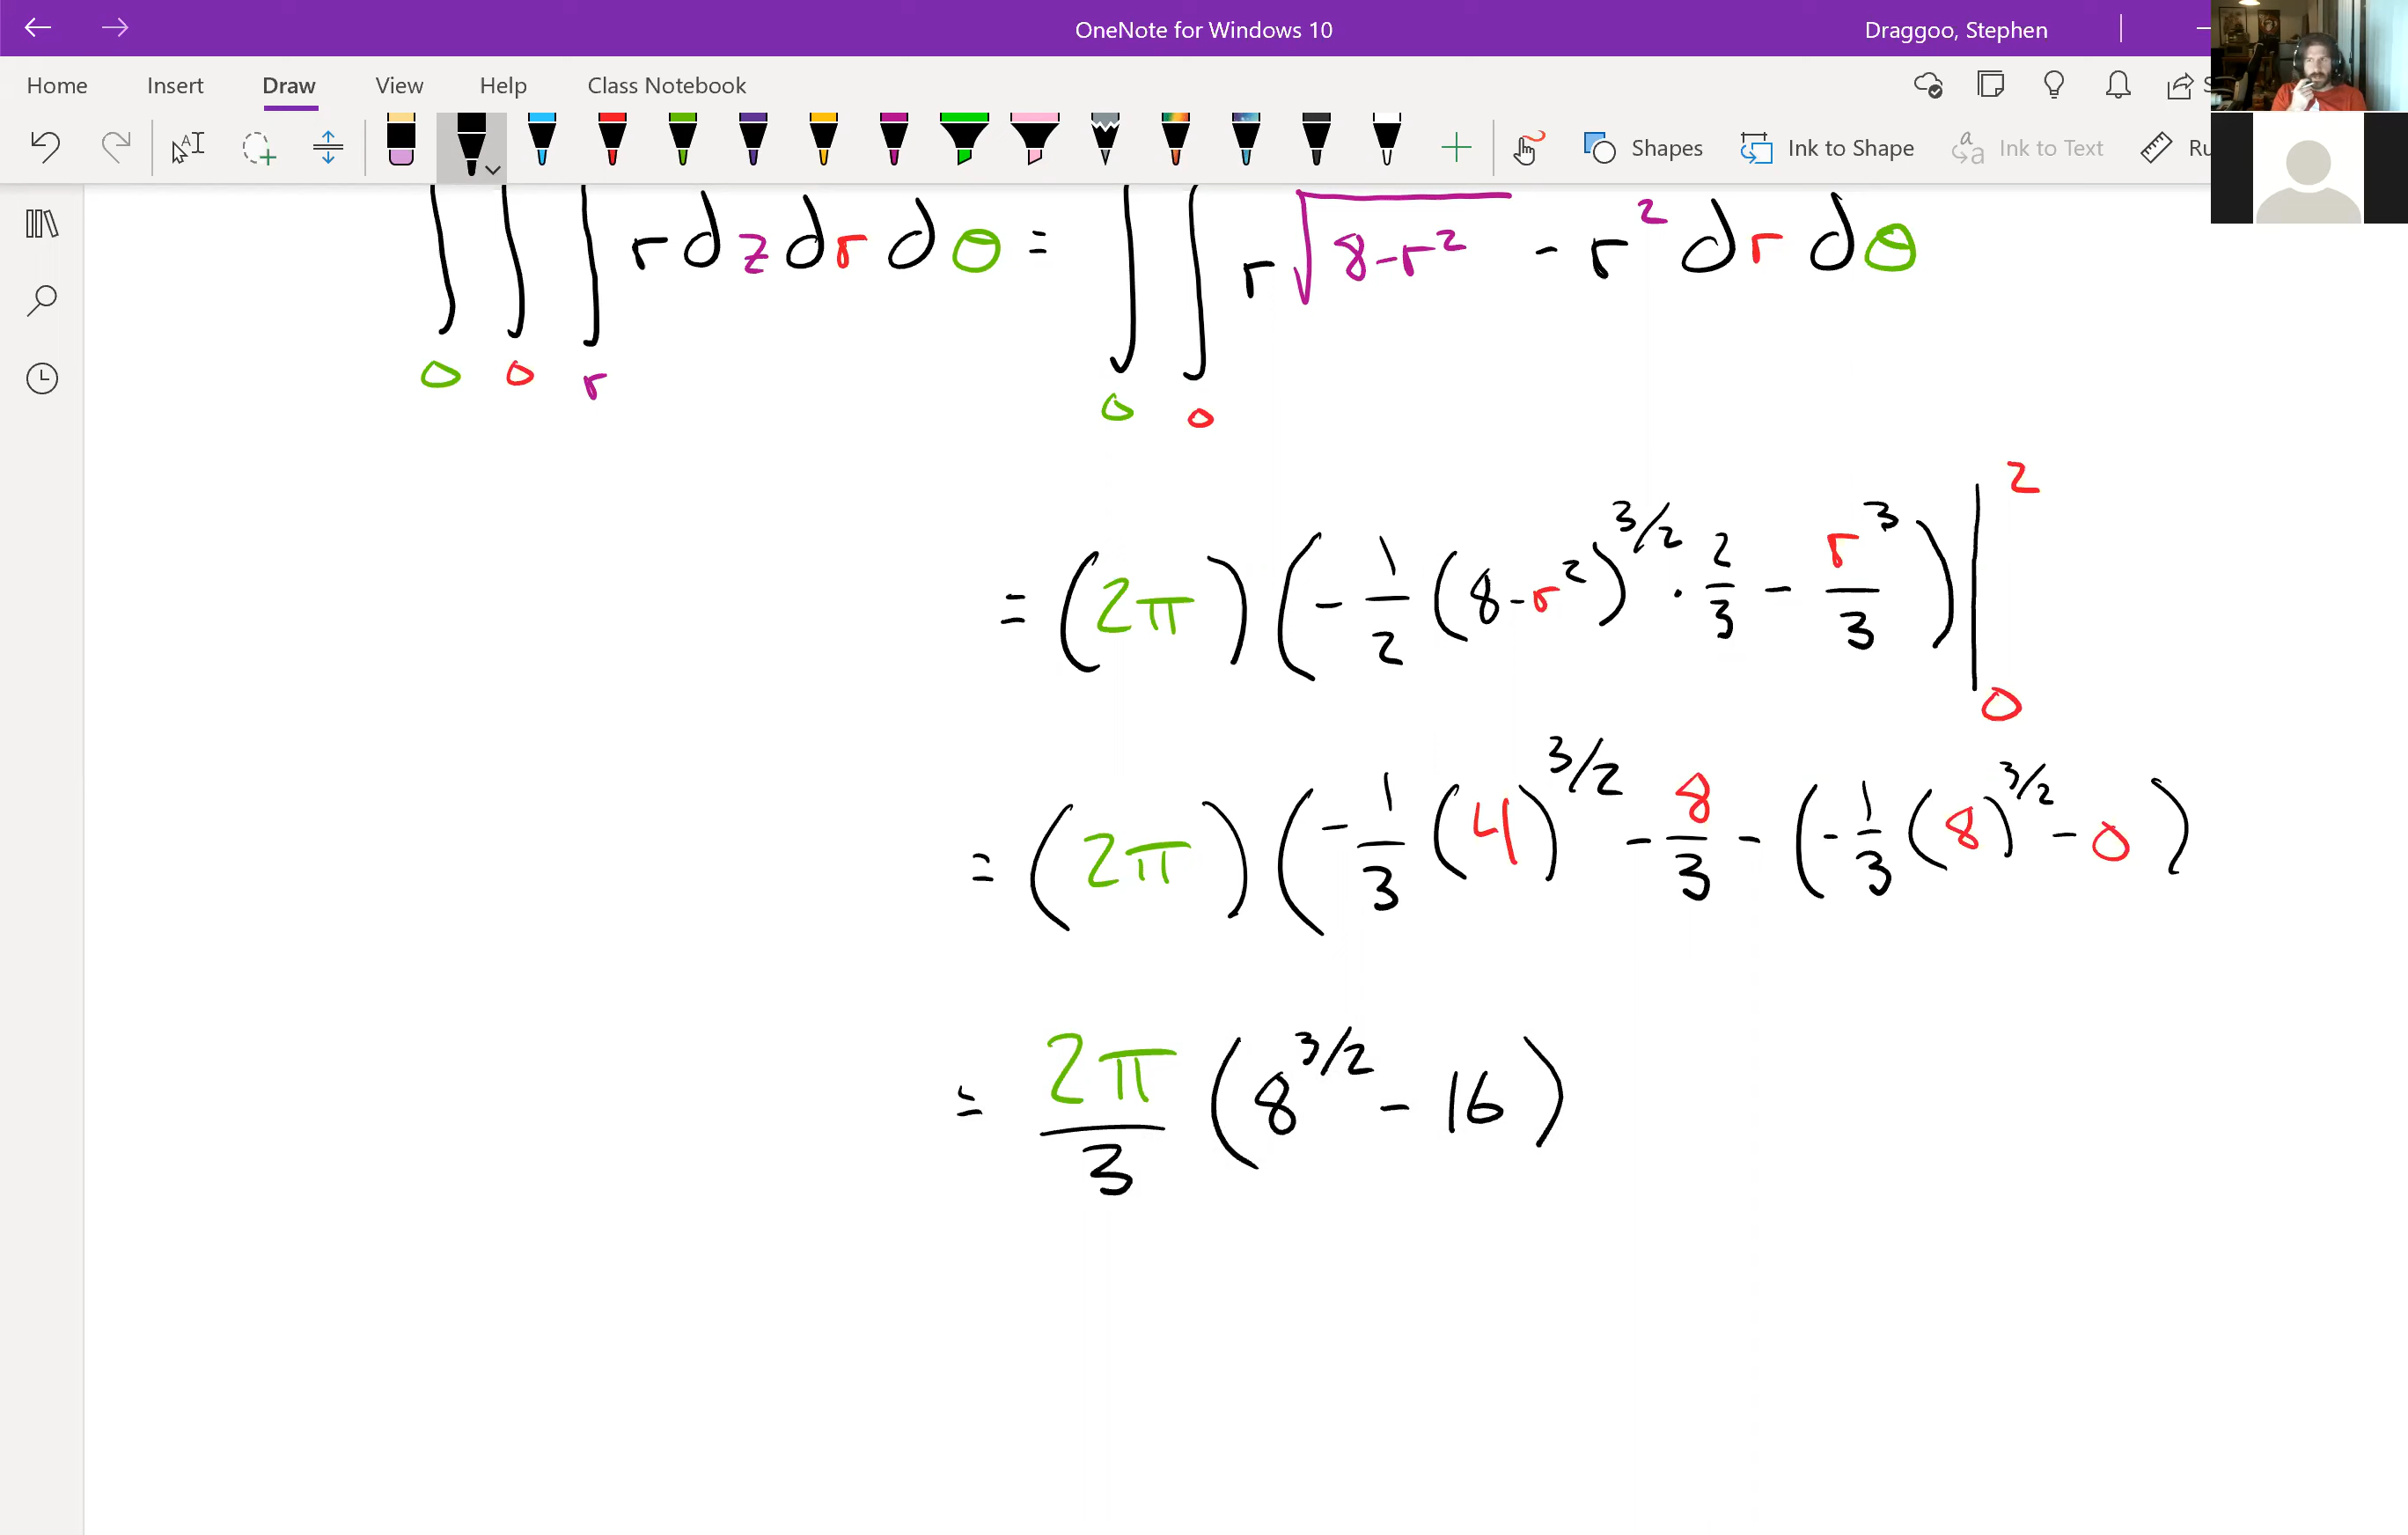 OneNote for Windows 10 Draggoo, Stephen
Home Insert Draw View Help Class Notebook S
Shapes Ink to Shape Ink to Text Ru
∫∫∫ r dz dr dθ = ∫∫ r√(8-r²) - r² dr dθ
0 0 r 0 0
= (2π)(-1/2 (8-r²)^3/2 · 2/3 - r³/3) |₀²
= (2π)(-1/3 (4)^3/2 - 8/3 - (-1/3 (8)^3/2 - 0)
= 2π/3 (8^3/2 - 16)